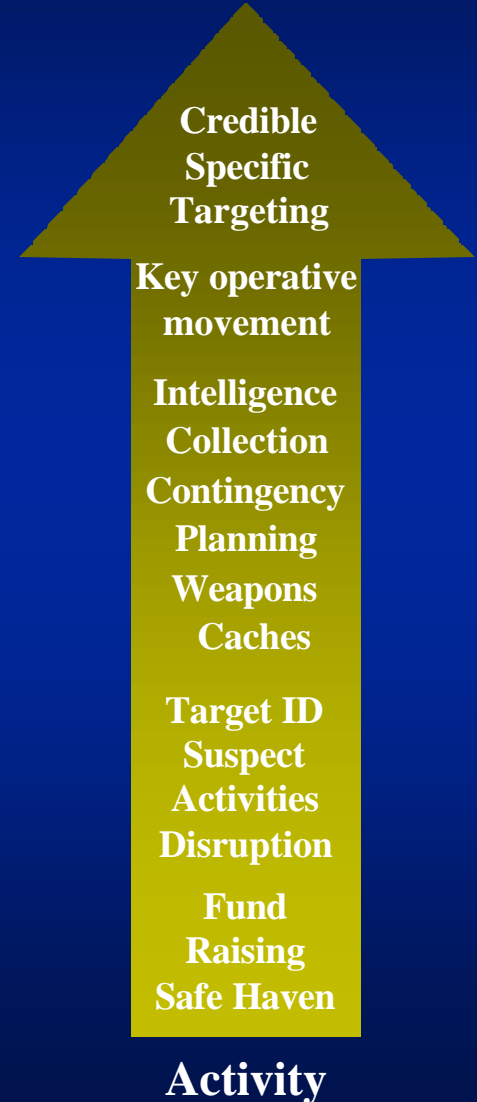 Credible
Specific
Targeting
Key operative
movement
Intelligence
Collection
Contingency
Planning
Weapons
Caches
Target ID
Suspect
Activities
Disruption
Fund
Raising
Safe Haven
Activity